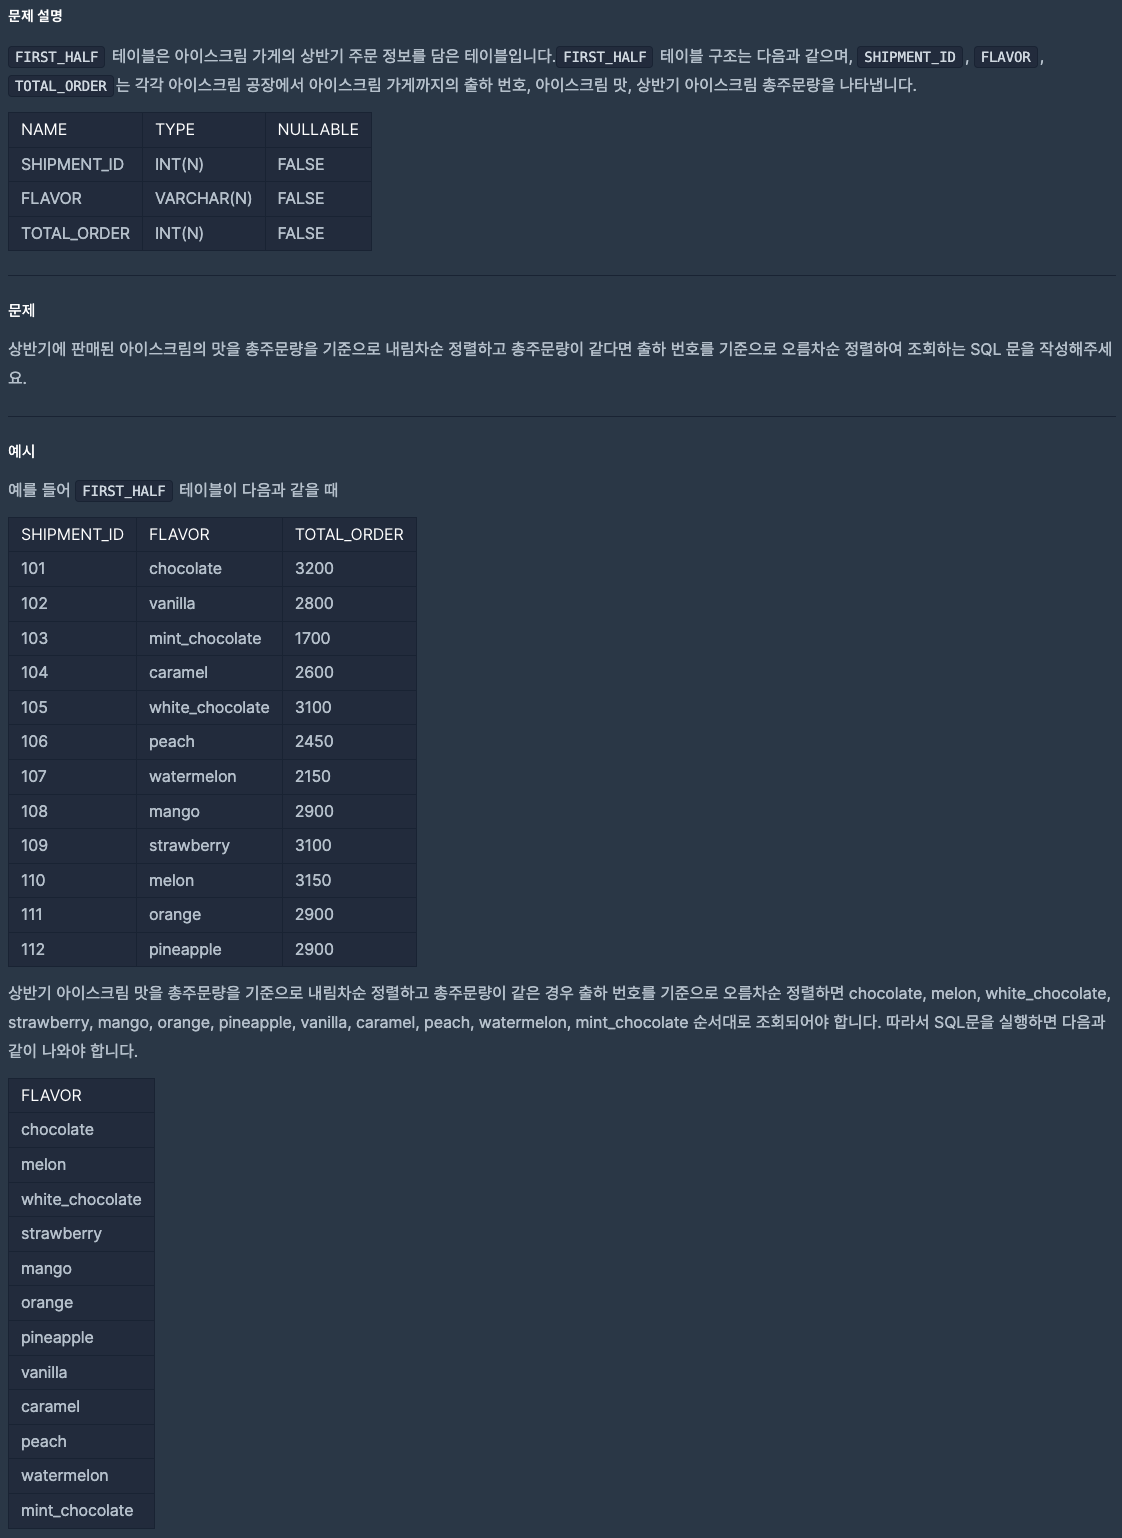 문제 설명
FIRST_HALF 테이블은 아이스크림 가게의 상반기 주문 정보를 담은 테이블입니다. FIRST_HALF 테이블 구조는 다음과 같으며, SHIPMENT_ID, FLAVOR,
TOTAL_ORDER 는 각각 아이스크림 공장에서 아이스크림 가게까지의 출하 번호, 아이스크림 맛, 상반기 아이스크림 총주문량을 나타냅니다.
NAME TYPE NULLABLE
SHIPMENT_ID INT(N) FALSE
FLAVOR VARCHAR(N) FALSE
TOTAL_ORDER INT(N) FALSE
문제
상반기에 판매된 아이스크림의 맛을 총주문량을 기준으로 내림차순 정렬하고 총주문량이 같다면 출하 번호를 기준으로 오름차순 정렬하여 조회하는 SQL 문을 작성해주세
요.
예시
예를 들어 FIRST_HALF 테이블이 다음과 같을 때
SHIPMENT_ID FLAVOR TOTAL_ORDER
101 chocolate 3200
102 vanilla 2800
103 mint_chocolate 1700
104 caramel 2600
105 white_chocolate 3100
106 peach 2450
107 watermelon 2150
108 mango 2900
109 strawberry 3100
110 melon 3150
111 orange 2900
112 pineapple 2900
상반기 아이스크림 맛을 총주문량을 기준으로 내림차순 정렬하고 총주문량이 같은 경우 출하 번호를 기준으로 오름차순 정렬하면 chocolate, melon, white_chocolate,
strawberry, mango, orange, pineapple, vanilla, caramel, peach, watermelon, mint_chocolate 순서대로 조회되어야 합니다. 따라서 SQL문을 실행하면 다음과
같이 나와야 합니다.
FLAVOR
chocolate
melon
white_chocolate
strawberry
mango
orange
pineapple
vanilla
caramel
peach
watermelon
mint_chocolate